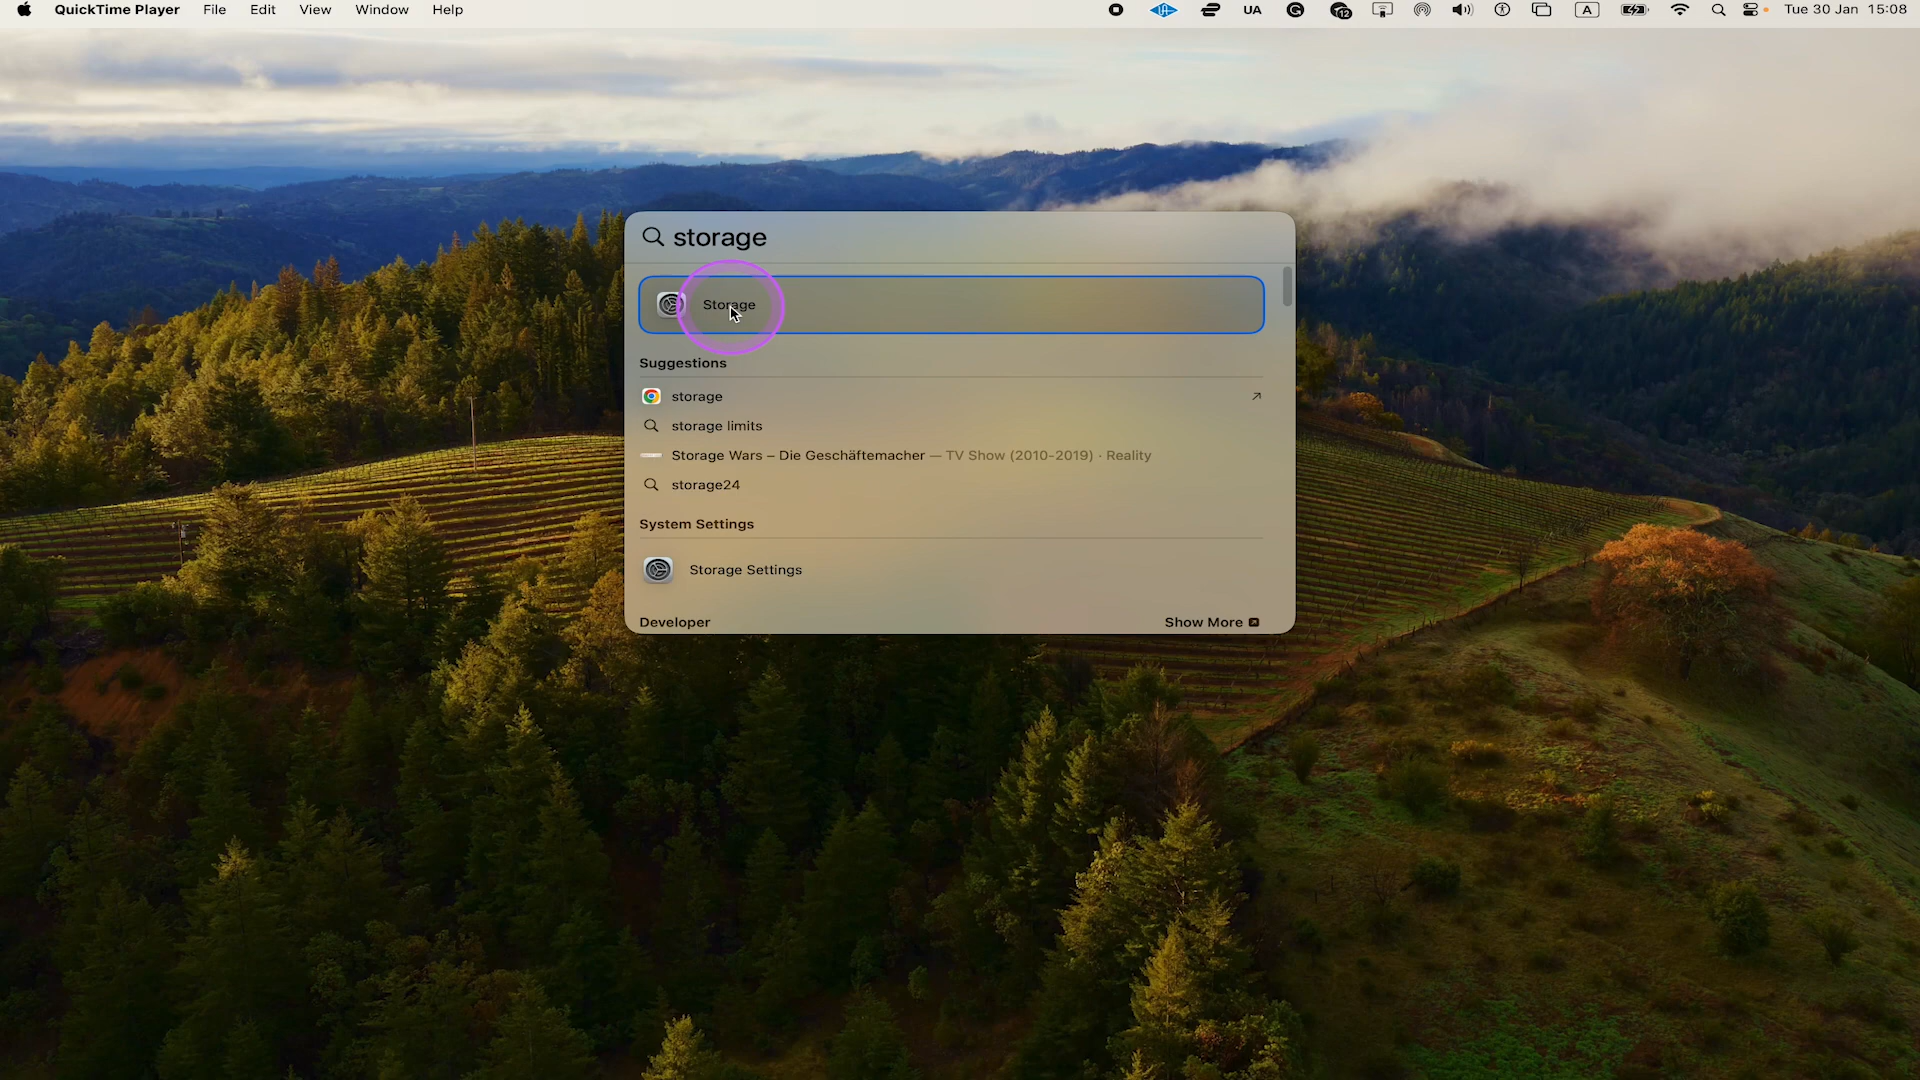 QuickTime Player File Edit View Window Help UA 12 A Tue 30 Jan 15:08
storage
Storage
Suggestions
storage
storage limits
Storage Wars – Die Geschäftemacher — TV Show (2010-2019) · Reality
storage24
System Settings
Storage Settings
Developer Show More